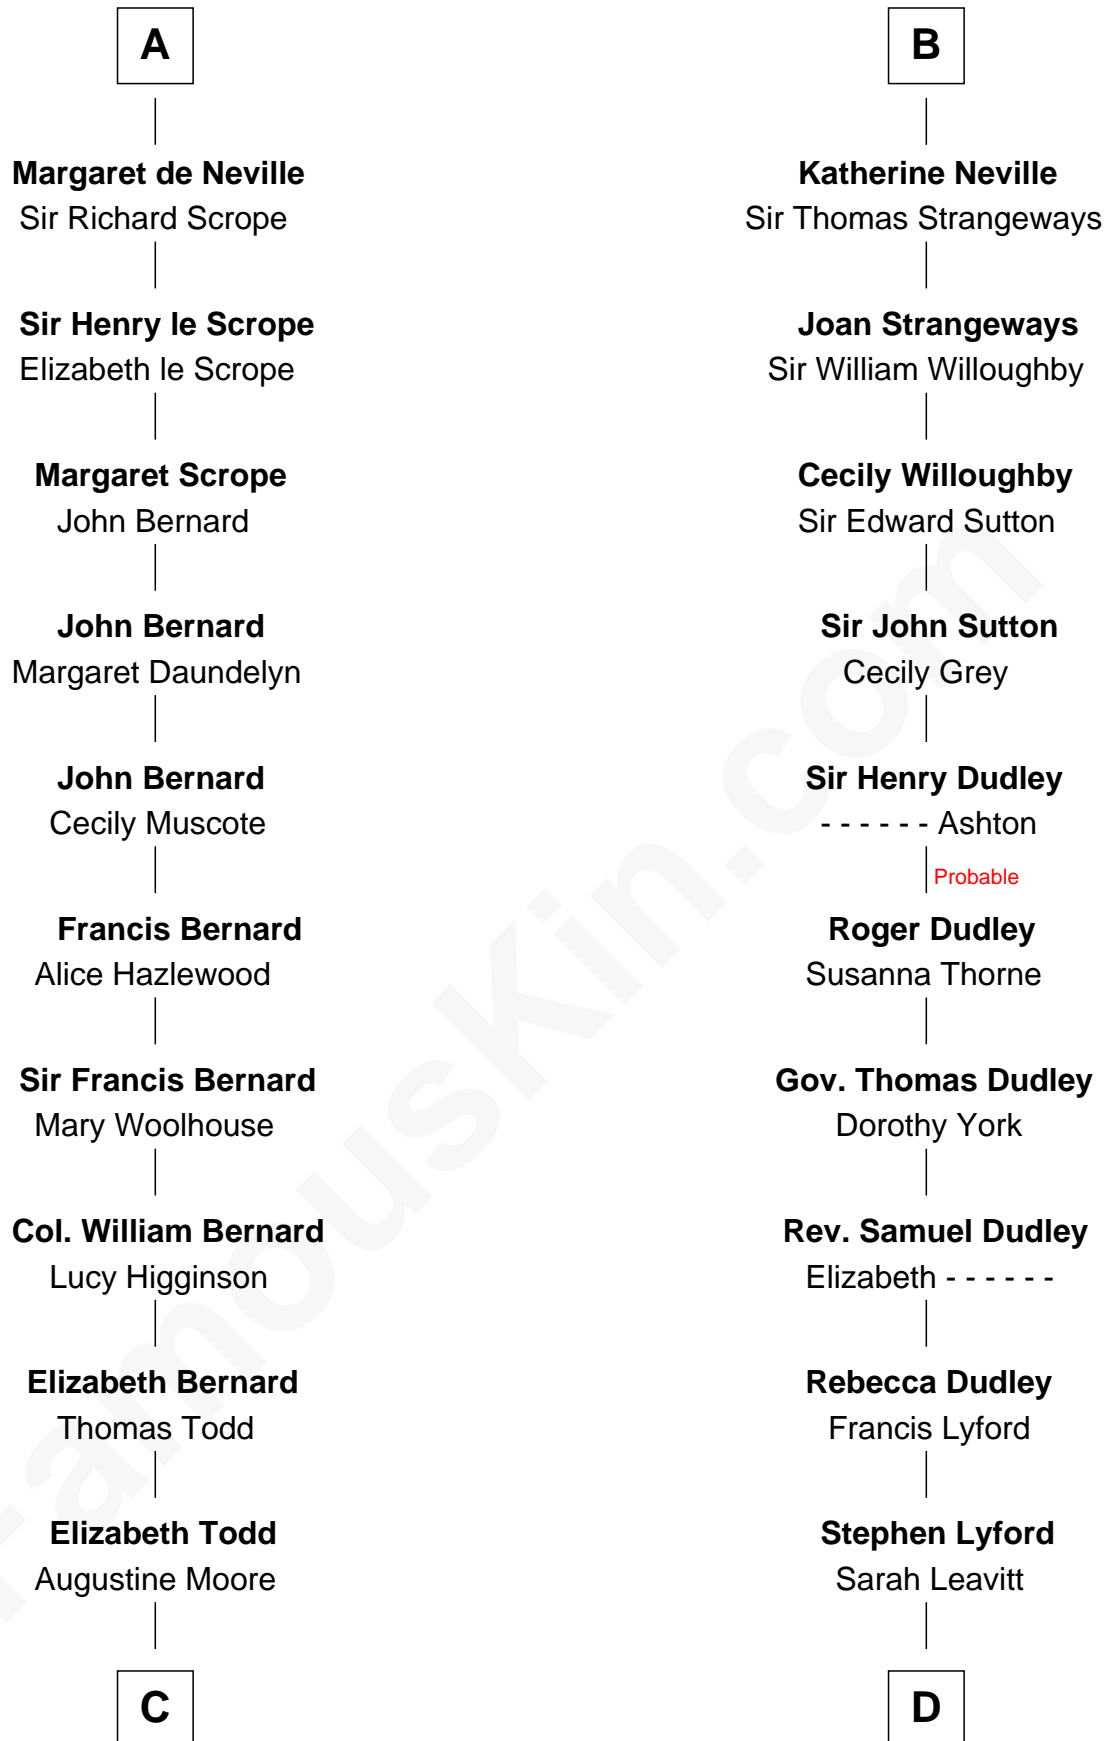 A
Margaret de Neville
Sir Richard Scrope
Sir Henry le Scrope
Elizabeth le Scrope
Margaret Scrope
John Bernard
John Bernard
Margaret Daundelyn
John Bernard
Cecily Muscote
Francis Bernard
Alice Hazlewood
Sir Francis Bernard
Mary Woolhouse
Col. William Bernard
Lucy Higginson
Elizabeth Bernard
Thomas Todd
Elizabeth Todd
Augustine Moore
C
B
Katherine Neville
Sir Thomas Strangeways
Joan Strangeways
Sir William Willoughby
Cecily Willoughby
Sir Edward Sutton
Sir John Sutton
Cecily Grey
Sir Henry Dudley
- - - - - - Ashton
Probable
Roger Dudley
Susanna Thorne
Gov. Thomas Dudley
Dorothy York
Rev. Samuel Dudley
Elizabeth - - - - - -
Rebecca Dudley
Francis Lyford
Stephen Lyford
Sarah Leavitt
D
FamousKin.com